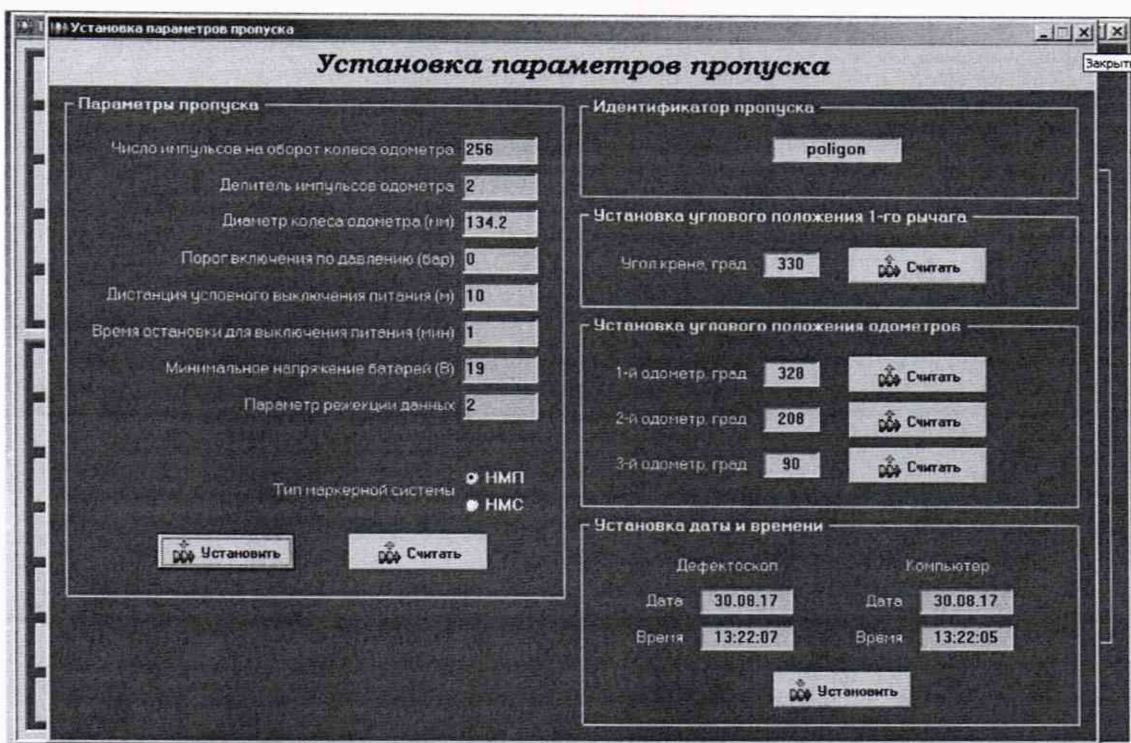 Установка параметров пропуска
Закрыть
Установка параметров пропуска
Параметры пропуска
Число импульсов на оборот колеса одометра 256
Делитель импульсов одометра 2
Диаметр колеса одометра (мм) 134.2
Порог включения по давлению (бар) 0
Дистанция условного выключения питания (м) 10
Время остановки для выключения питания (мин) 1
Минимальное напряжение батарей (В) 19
Параметр режекции данных 2
Тип маркерной системы
НМП
НМС
Установить
Считать
Идентификатор пропуска
poligon
Установка углового положения 1-го рычага
Угол крена, град 330 Считать
Установка углового положения одометров
1-й одометр, град 328 Считать
2-й одометр, град 208 Считать
3-й одометр, град 90 Считать
Установка даты и времени
Дефектоскоп Компьютер
Дата 30.08.17 Дата 30.08.17
Время 13:22:07 Время 13:22:05
Установить